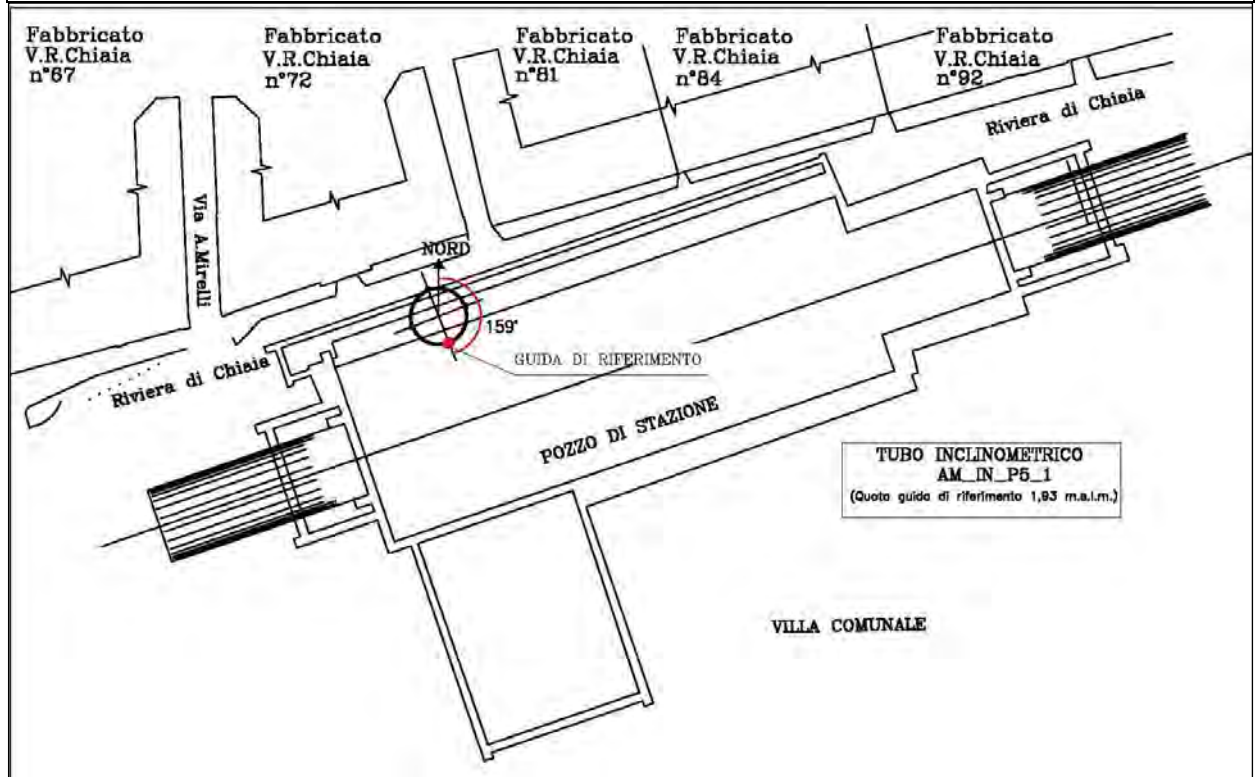 Fabbricato
V.R.Chiaia
n°67
Fabbricato
V.R.Chiaia
n°72
Fabbricato
V.R.Chiaia
n°81
Fabbricato
V.R.Chiaia
n°84
Fabbricato
V.R.Chiaia
n°92
Riviera di Chiaia
Via A.Mirelli
NORD
159°
GUIDA DI RIFERIMENTO
Riviera di Chiaia
POZZO DI STAZIONE
TUBO INCLINOMETRICO
AM_IN_P5_1
(Quota guida di riferimento 1,93 m.s.l.m.)
VILLA COMUNALE